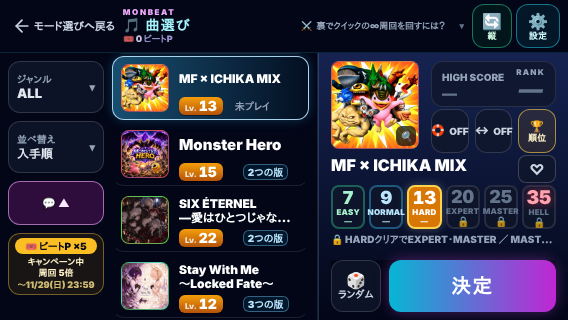 ← モード選びへ戻る
MONBEAT
🎵 曲選び
🎟 0 ビートP
⚔ 裏でクイックの∞周回を回すには?
▼
縦
設定
ジャンル
ALL
▼
並べ替え
入手順
▼
💬 ▲
🎟 ビートP ×5
キャンペーン中
周回 5倍
〜11/29(日) 23:59
MF × ICHIKA MIX
Lv. 13
未プレイ
Monster Hero
Lv. 15
2つの版
SIX ÉTERNEL
―愛はひとつじゃな...
Lv. 22
2つの版
Stay With Me
〜Locked Fate〜
Lv. 12
3つの版
HIGH SCORE
—
RANK
—
OFF
↔ OFF
順位
MF × ICHIKA MIX
♡
7
EASY
9
NORMAL
13
HARD
20
EXPERT
25
MASTER
35
HELL
🔒 HARDクリアでEXPERT・MASTER / MAST...
ランダム
決定